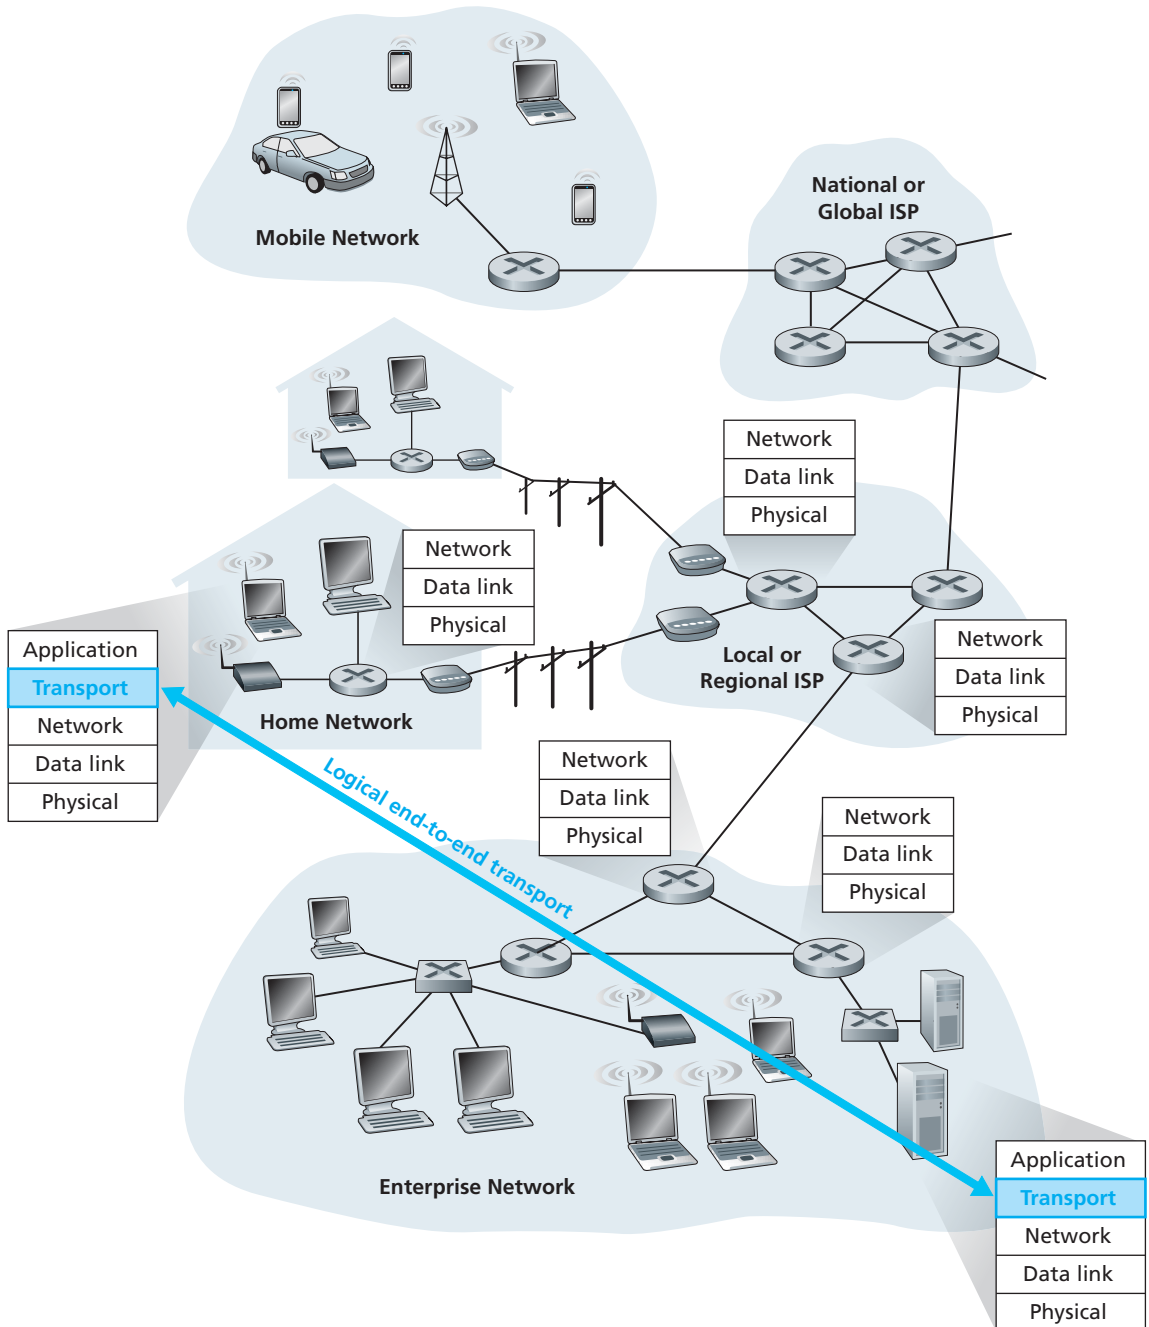 National or
Global ISP
Mobile Network
Network
Data link
Physical
Network
Data link
Physical
Application
Transport
Network
Data link
Physical
Home Network
Local or
Regional ISP
Network
Data link
Physical
Network
Data link
Physical
Logical end-to-end transport
Network
Data link
Physical
Enterprise Network
Application
Transport
Network
Data link
Physical